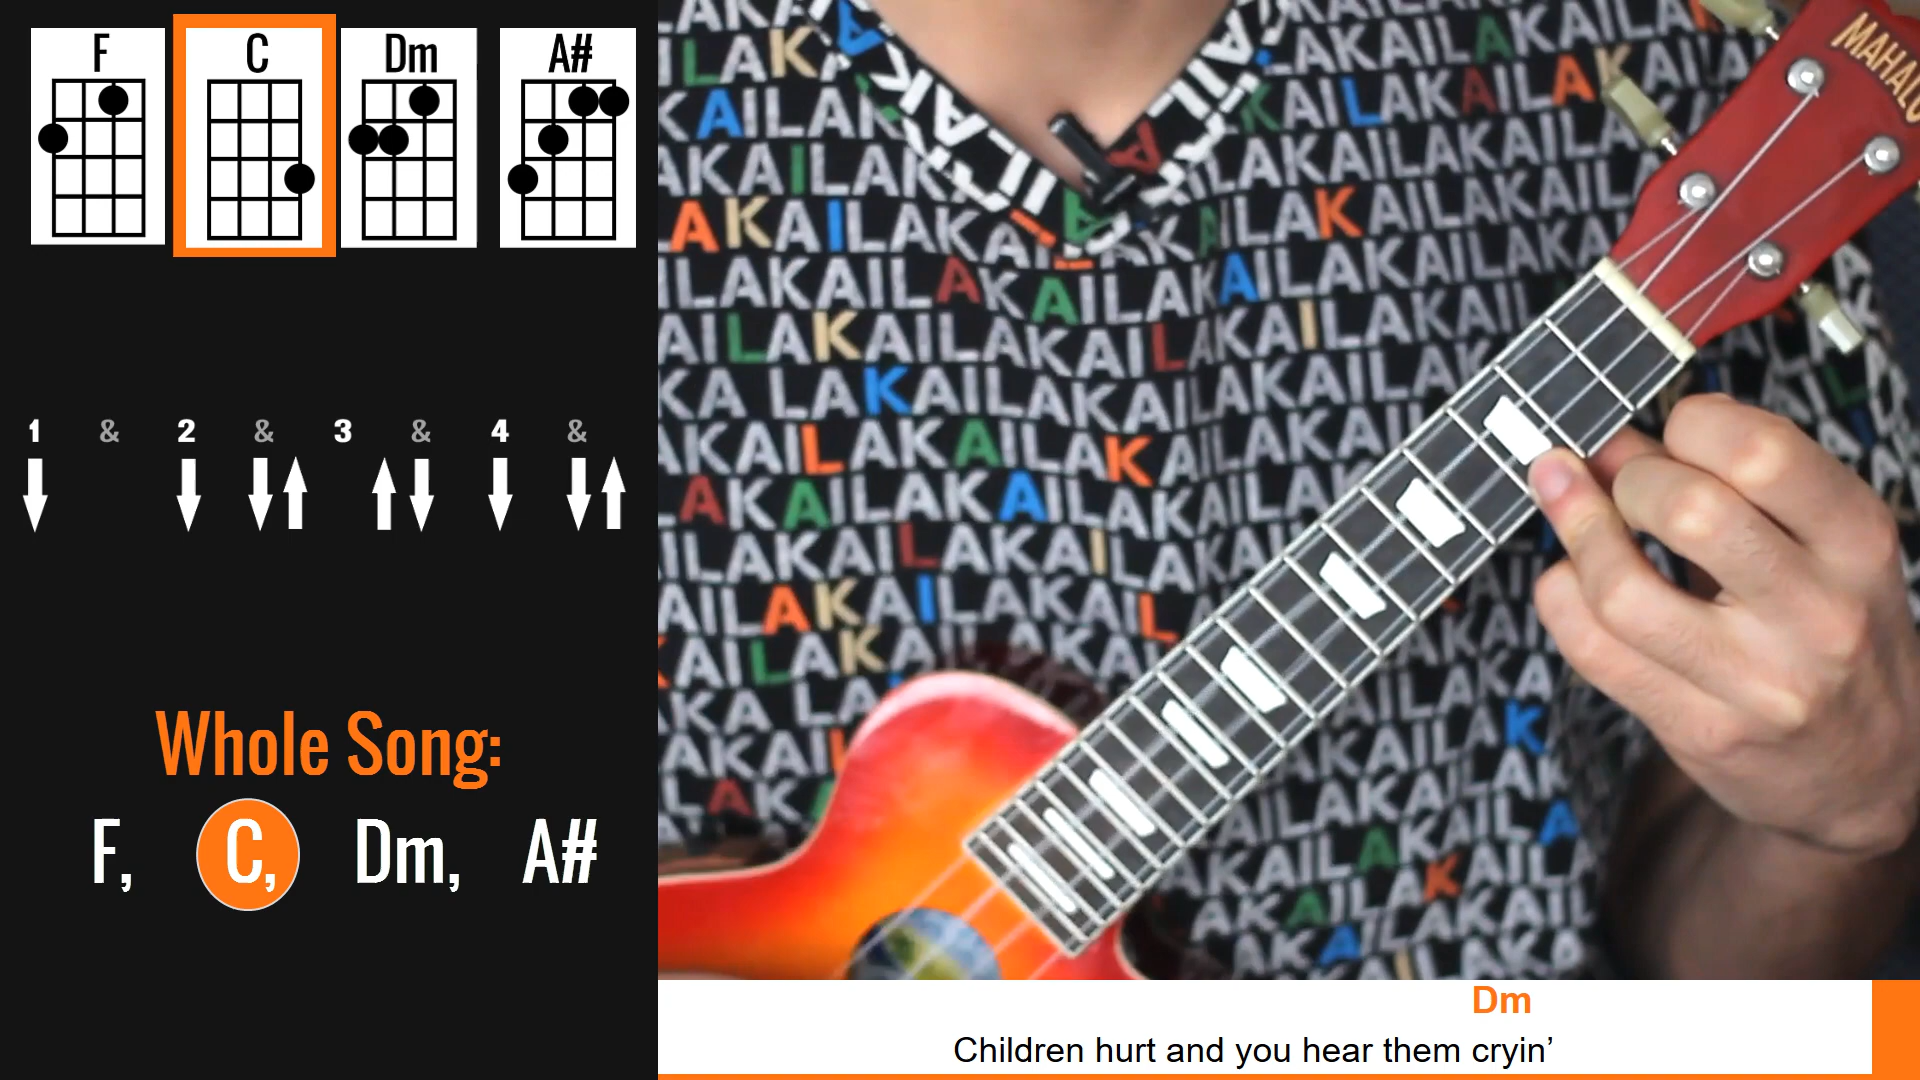 F C Dm A#
1 & 2 & 3 & 4 &
Whole Song:
F, C, Dm, A#
MAHALO
Dm
Children hurt and you hear them cryin’